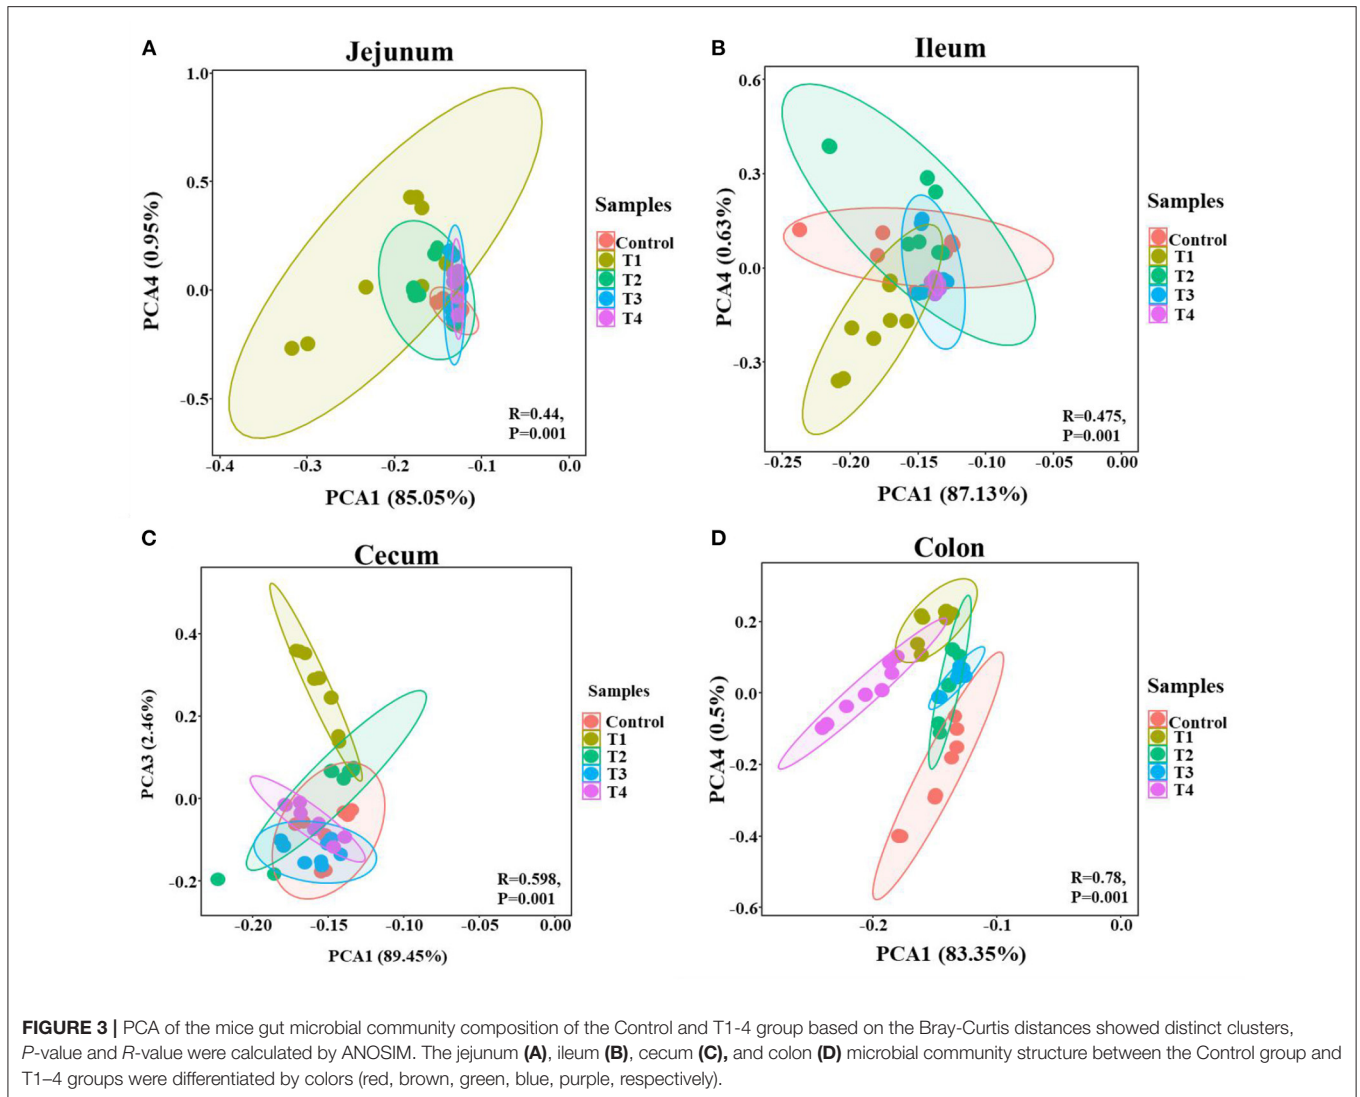 A
Jejunum
1.0
0.5
0.0
-0.5
PCA4 (0.95%)
-0.4 -0.3 -0.2 -0.1 0.0
PCA1 (85.05%)
R=0.44,
P=0.001
Samples
Control
T1
T2
T3
T4
B
Ileum
0.6
0.3
0.0
-0.3
PCA4 (0.63%)
-0.25 -0.20 -0.15 -0.10 -0.05 0.00
PCA1 (87.13%)
R=0.475,
P=0.001
Samples
Control
T1
T2
T3
T4
C
Cecum
0.4
0.2
0.0
-0.2
PCA3 (2.46%)
-0.20 -0.15 -0.10 -0.05 0.00
PCA1 (89.45%)
R=0.598,
P=0.001
Samples
Control
T1
T2
T3
T4
D
Colon
0.2
0.0
-0.2
-0.4
-0.6
PCA4 (0.5%)
-0.2 -0.1 0.0
PCA1 (83.35%)
R=0.78,
P=0.001
Samples
Control
T1
T2
T3
T4
FIGURE 3 | PCA of the mice gut microbial community composition of the Control and T1-4 group based on the Bray-Curtis distances showed distinct clusters,
P-value and R-value were calculated by ANOSIM. The jejunum (A), ileum (B), cecum (C), and colon (D) microbial community structure between the Control group and
T1–4 groups were differentiated by colors (red, brown, green, blue, purple, respectively).